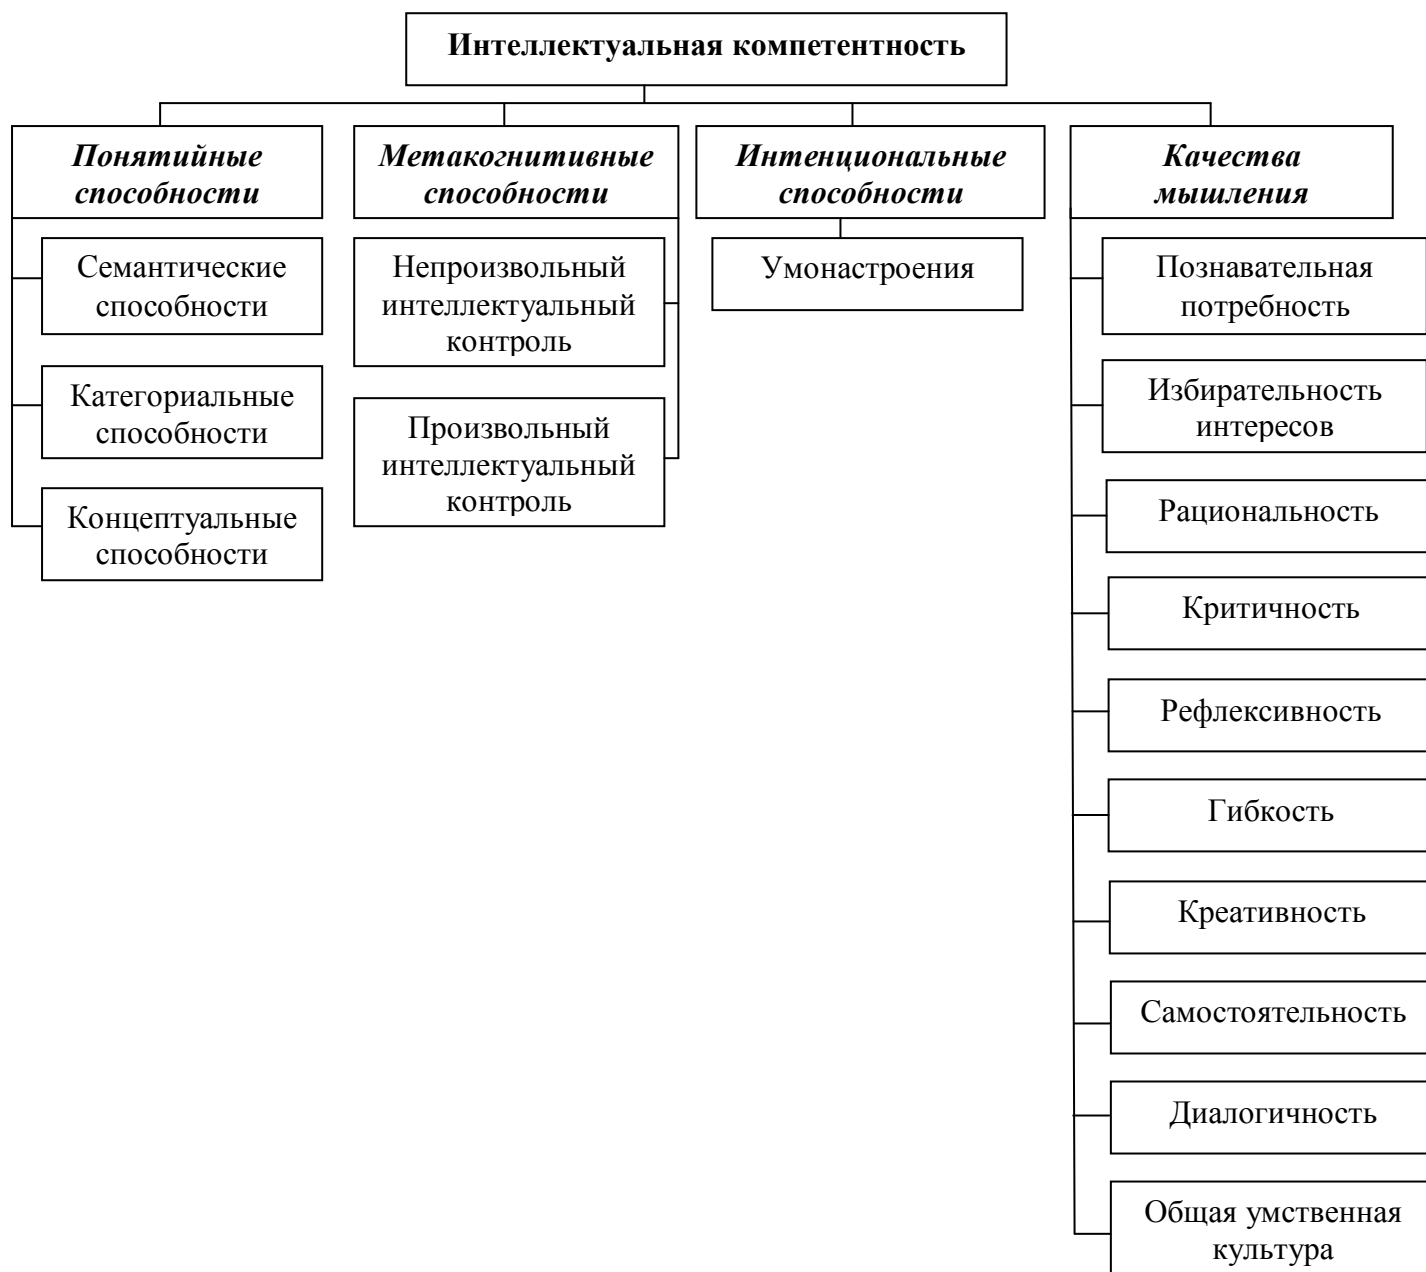 Интеллектуальная компетентность
Понятийные
способности
Метакогнитивные
способности
Интенциональные
способности
Качества
мышления
Семантические
способности
Категориальные
способности
Концептуальные
способности
Непроизвольный
интеллектуальный
контроль
Произвольный
интеллектуальный
контроль
Умонастроения
Познавательная
потребность
Избирательность
интересов
Рациональность
Критичность
Рефлексивность
Гибкость
Креативность
Самостоятельность
Диалогичность
Общая умственная
культура